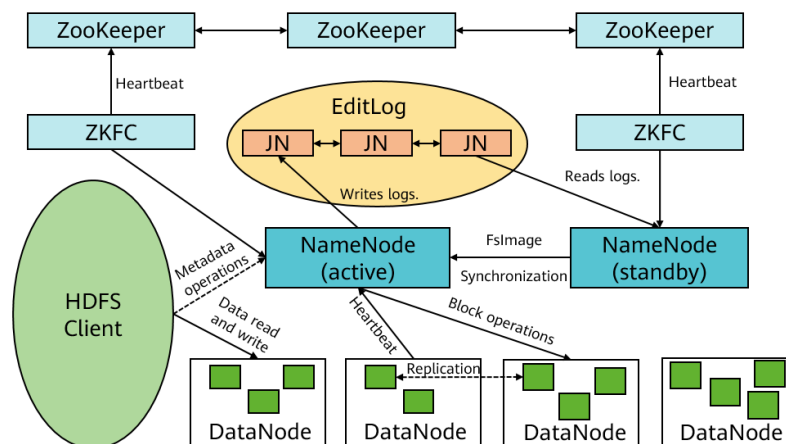 ZooKeeper
ZooKeeper
ZooKeeper
Heartbeat
Heartbeat
EditLog
ZKFC
JN
JN
JN
ZKFC
Reads logs.
Writes logs.
Metadata
operations
NameNode
(active)
FsImage
Synchronization
NameNode
(standby)
HDFS
Client
Data read
and write
Heartbeat
Block operations
Replication
DataNode
DataNode
DataNode
DataNode